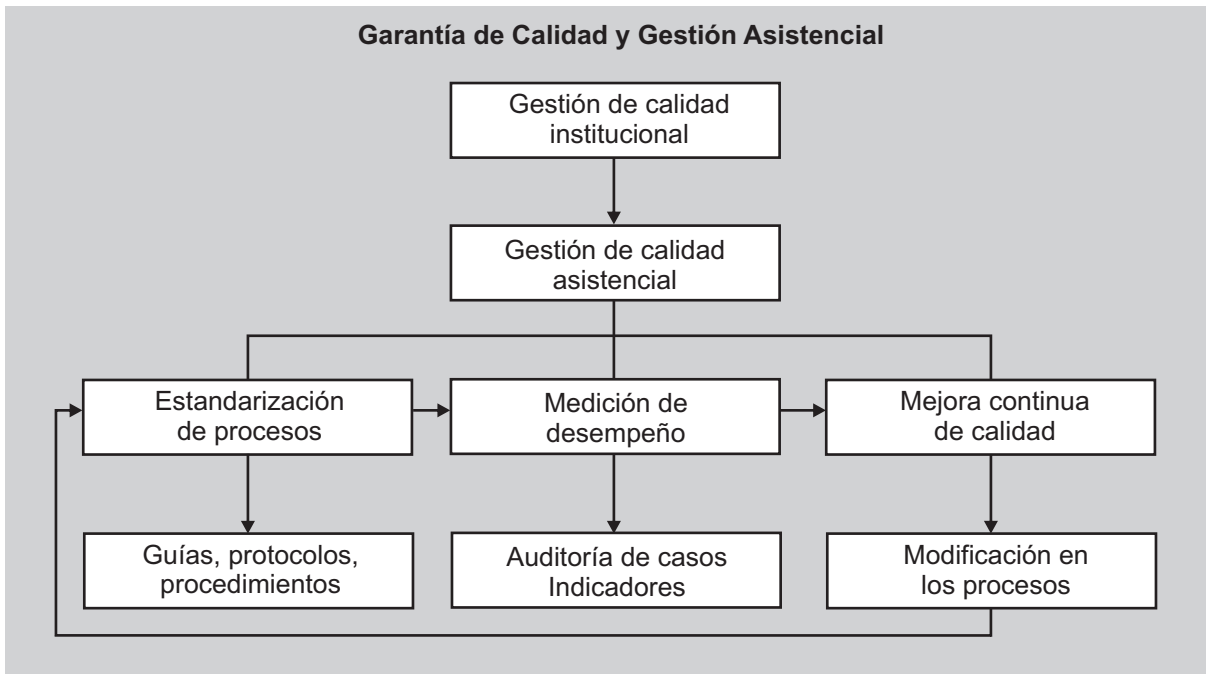 Garantía de Calidad y Gestión Asistencial
Gestión de calidad
institucional
Gestión de calidad
asistencial
Estandarización
de procesos
Medición de
desempeño
Mejora continua
de calidad
Guías, protocolos,
procedimientos
Auditoría de casos
Indicadores
Modificación en
los procesos